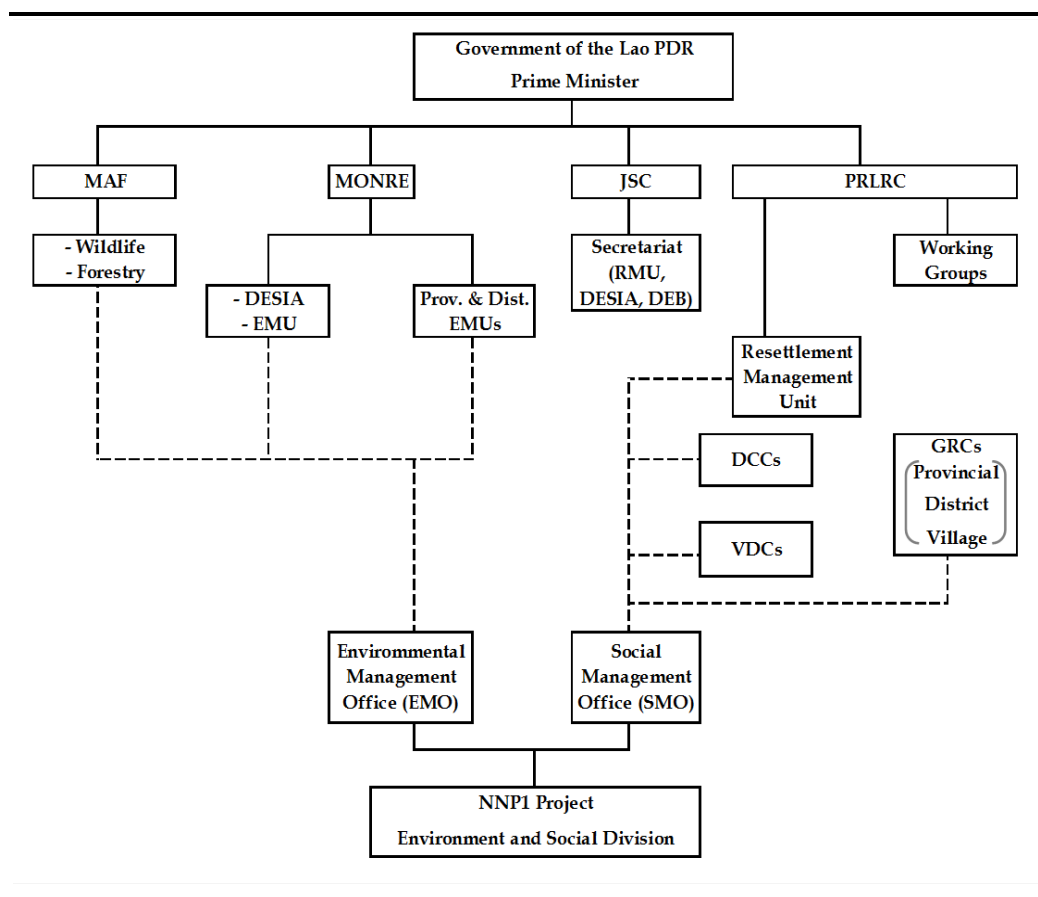 Government of the Lao PDR
Prime Minister
MAF
MONRE
JSC
PRLRC
- Wildlife
- Forestry
Secretariat
(RMU,
DESIA, DEB)
Working
Groups
- DESIA
- EMU
Prov. & Dist.
EMUs
Resettlement
Management
Unit
DCCs
GRCs
Provincial
District
Village
VDCs
Envirommental
Management
Office (EMO)
Social
Management
Office (SMO)
NNP1 Project
Environment and Social Division